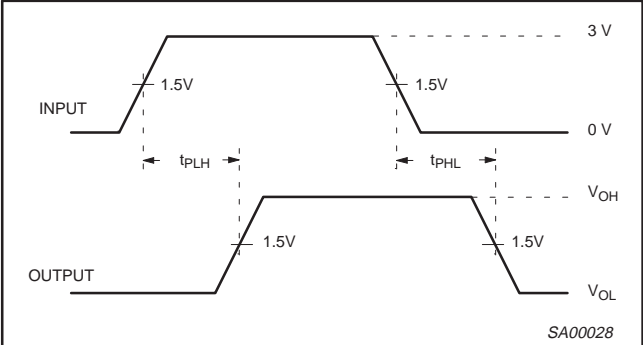 3 V
1.5V 1.5V
INPUT
0 V
tPLH tPHL
VOH
1.5V 1.5V
OUTPUT
VOL
SA00028